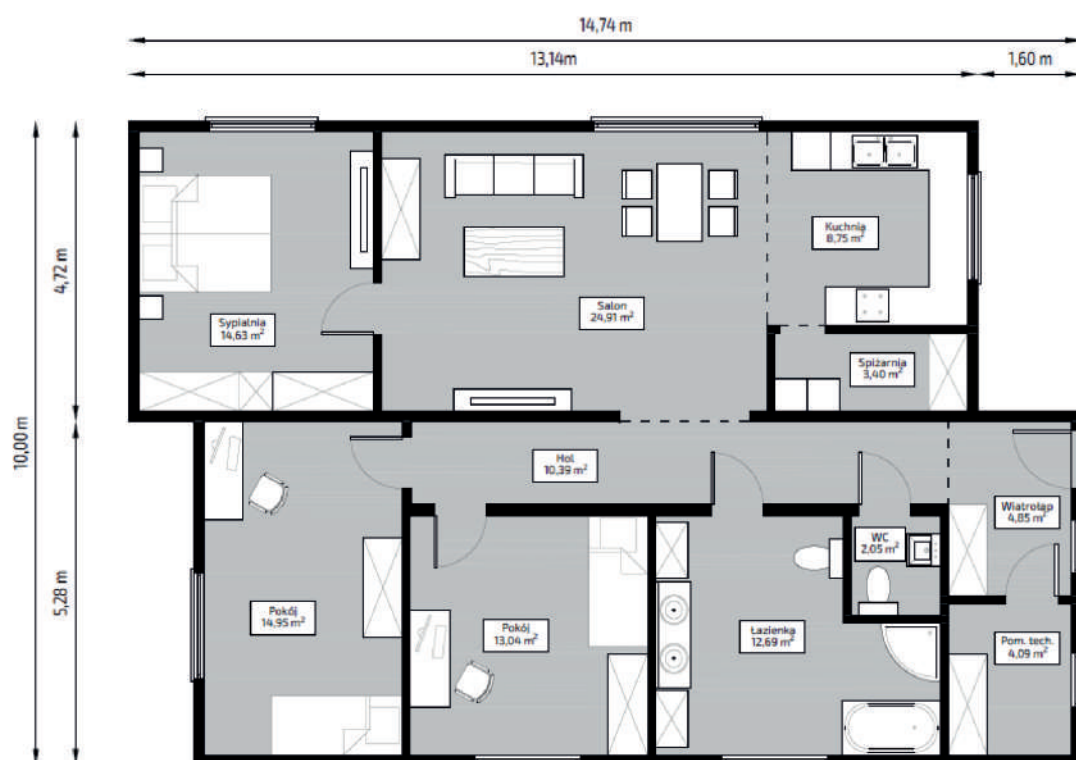 14,74 m
13,14m
1,60 m
10,00 m
4,72 m
5,28 m
Sypialnia
14,63 m²
Salon
24,91 m²
Kuchnia
8,75 m²
Spiżarnia
3,40 m²
Hol
10,39 m²
Wiatrołąp
4,85 m²
WC
2,05 m²
Pokój
14,95 m²
Pokój
13,04 m²
Łazienka
12,69 m²
Pom. tech.
4,09 m²